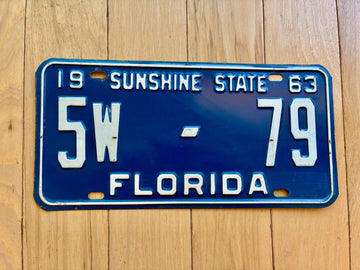 19 SUNSHINE STATE 63
5W - 79
FLORIDA